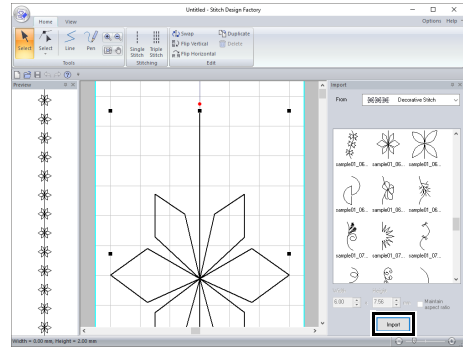 Untitled - Stitch Design Factory
Home View Options Help
Select Select Line Pen Single Stitch Triple Stitch
Swap Duplicate
Flip Vertical Delete
Flip Horizontal
Tools Stitching Edit
Preview
Import
From Decorative Stitch
sample01_06... sample01_06... sample01_06...
sample01_06... sample01_06... sample01_06...
sample01_07... sample01_07... sample01_07...
6.00 7.56 Maintain aspect ratio
Import
Width = 0.00 mm, Height = 2.00 mm